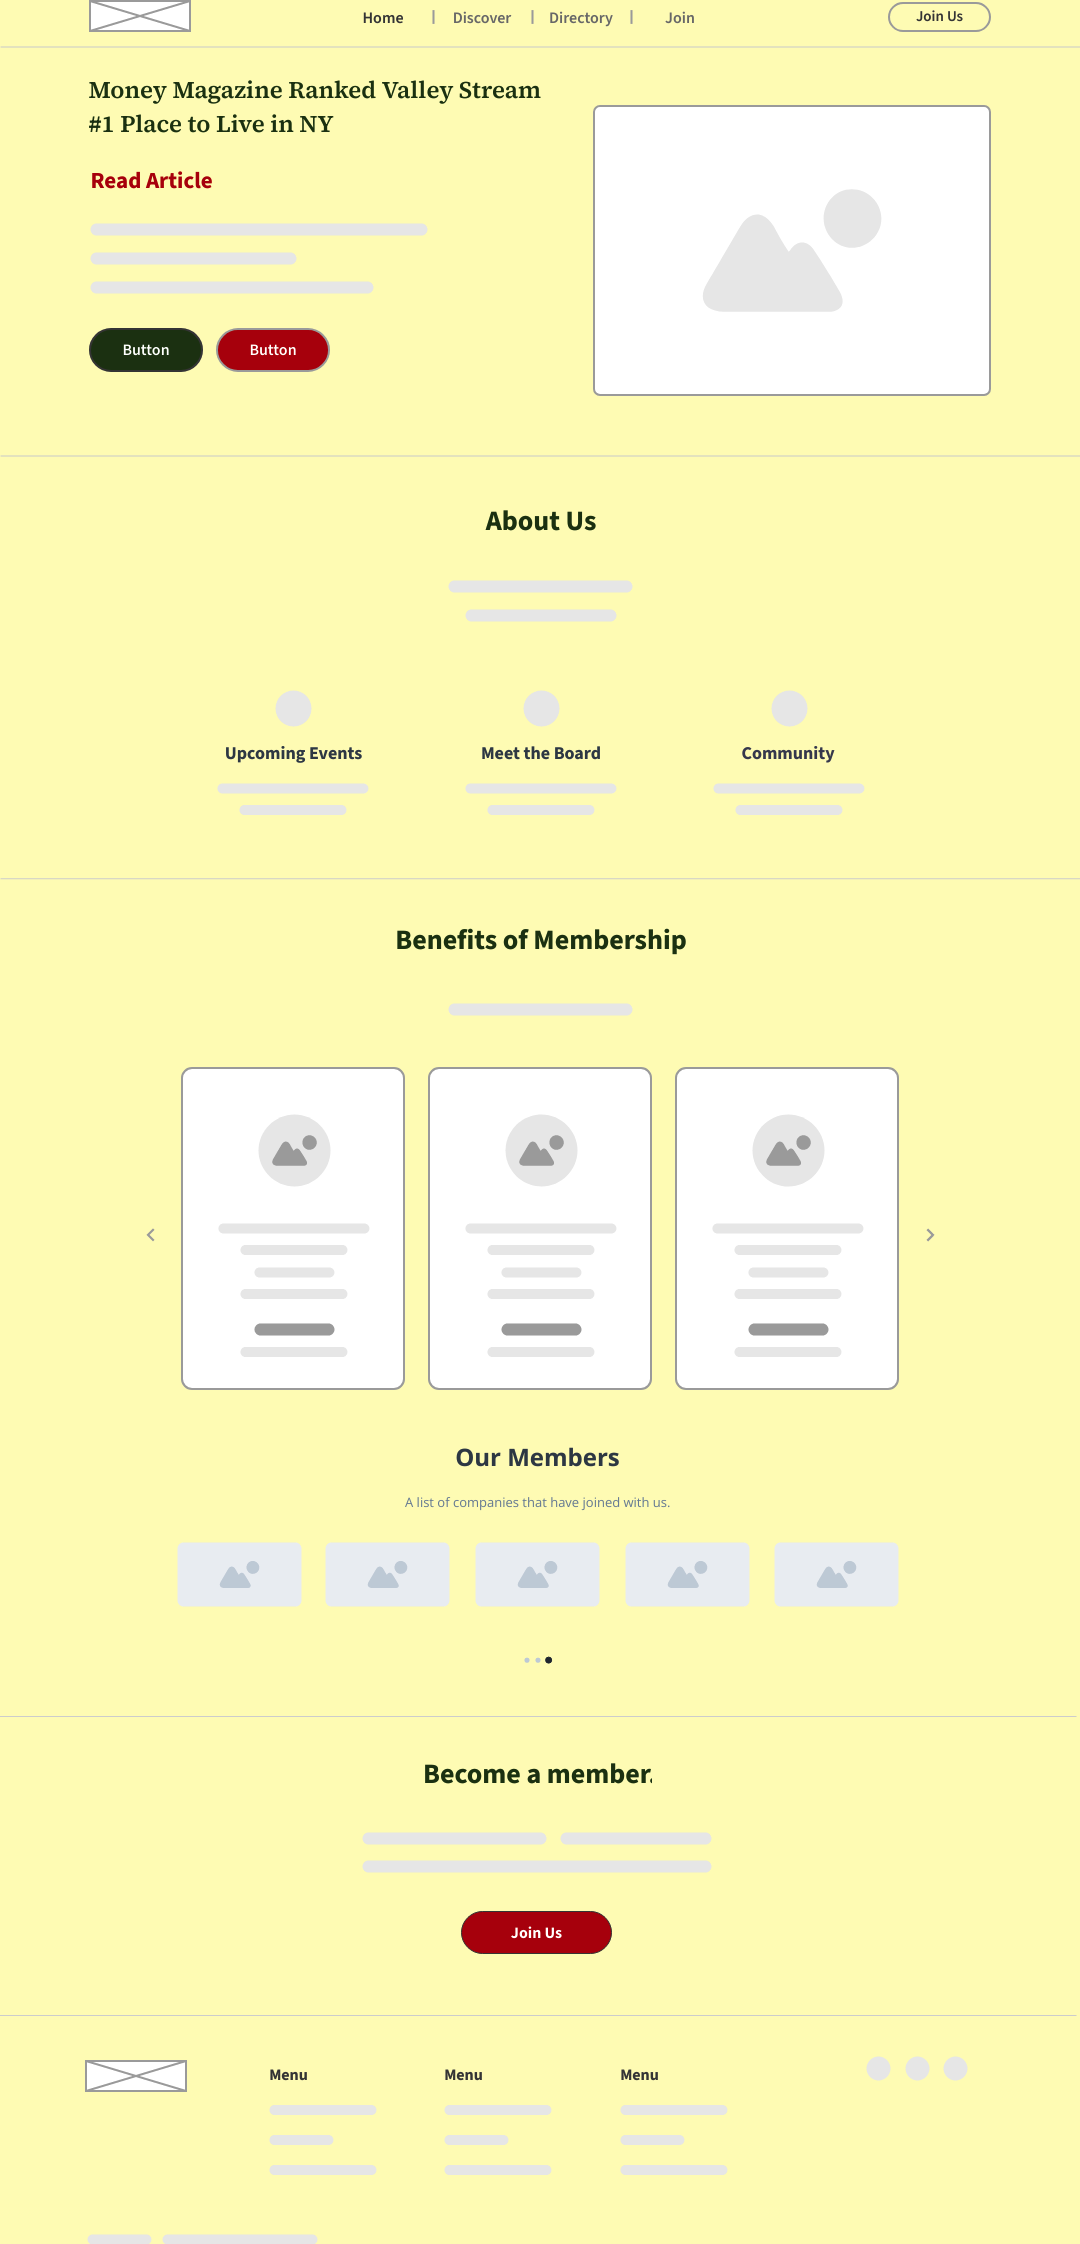 Home | Discover | Directory | Join
Join Us
Money Magazine Ranked Valley Stream
#1 Place to Live in NY
Read Article
Button
Button
About Us
Upcoming Events
Meet the Board
Community
Benefits of Membership
Our Members
A list of companies that have joined with us.
Become a member.
Join Us
Menu
Menu
Menu